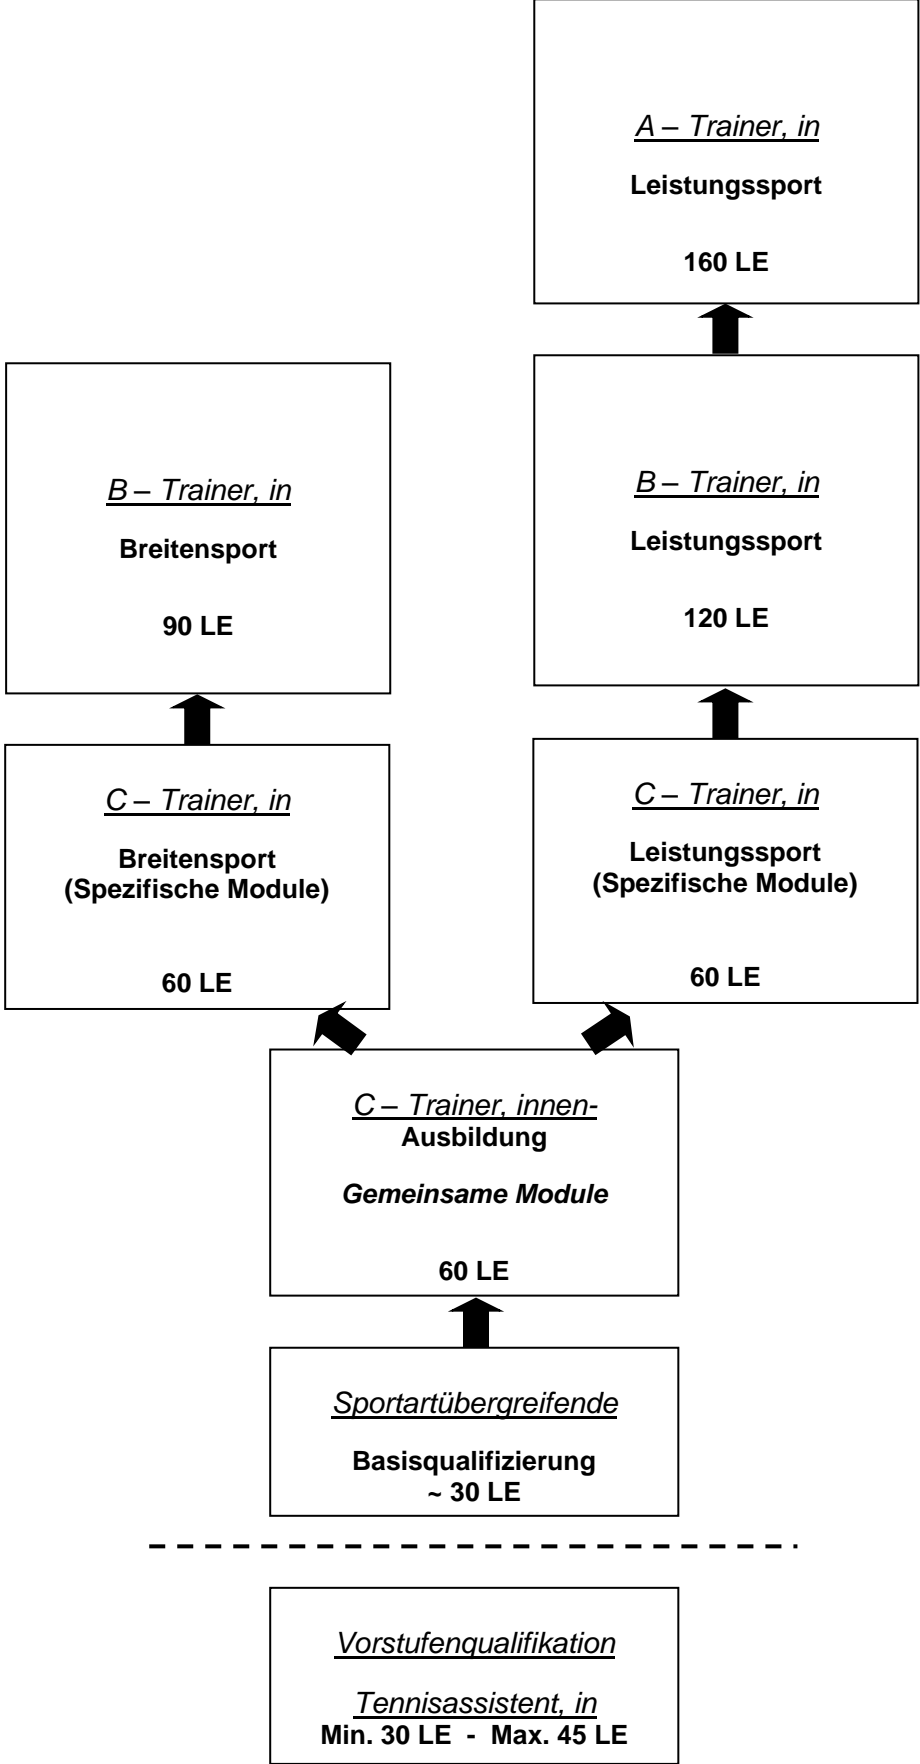 A – Trainer, in
Leistungssport
160 LE
B – Trainer, in
Breitensport
90 LE
B – Trainer, in
Leistungssport
120 LE
C – Trainer, in
Breitensport
(Spezifische Module)
60 LE
C – Trainer, in
Leistungssport
(Spezifische Module)
60 LE
C – Trainer, innen-
Ausbildung
Gemeinsame Module
60 LE
Sportartübergreifende
Basisqualifizierung
~ 30 LE
Vorstufenqualifikation
Tennisassistent, in
Min. 30 LE - Max. 45 LE